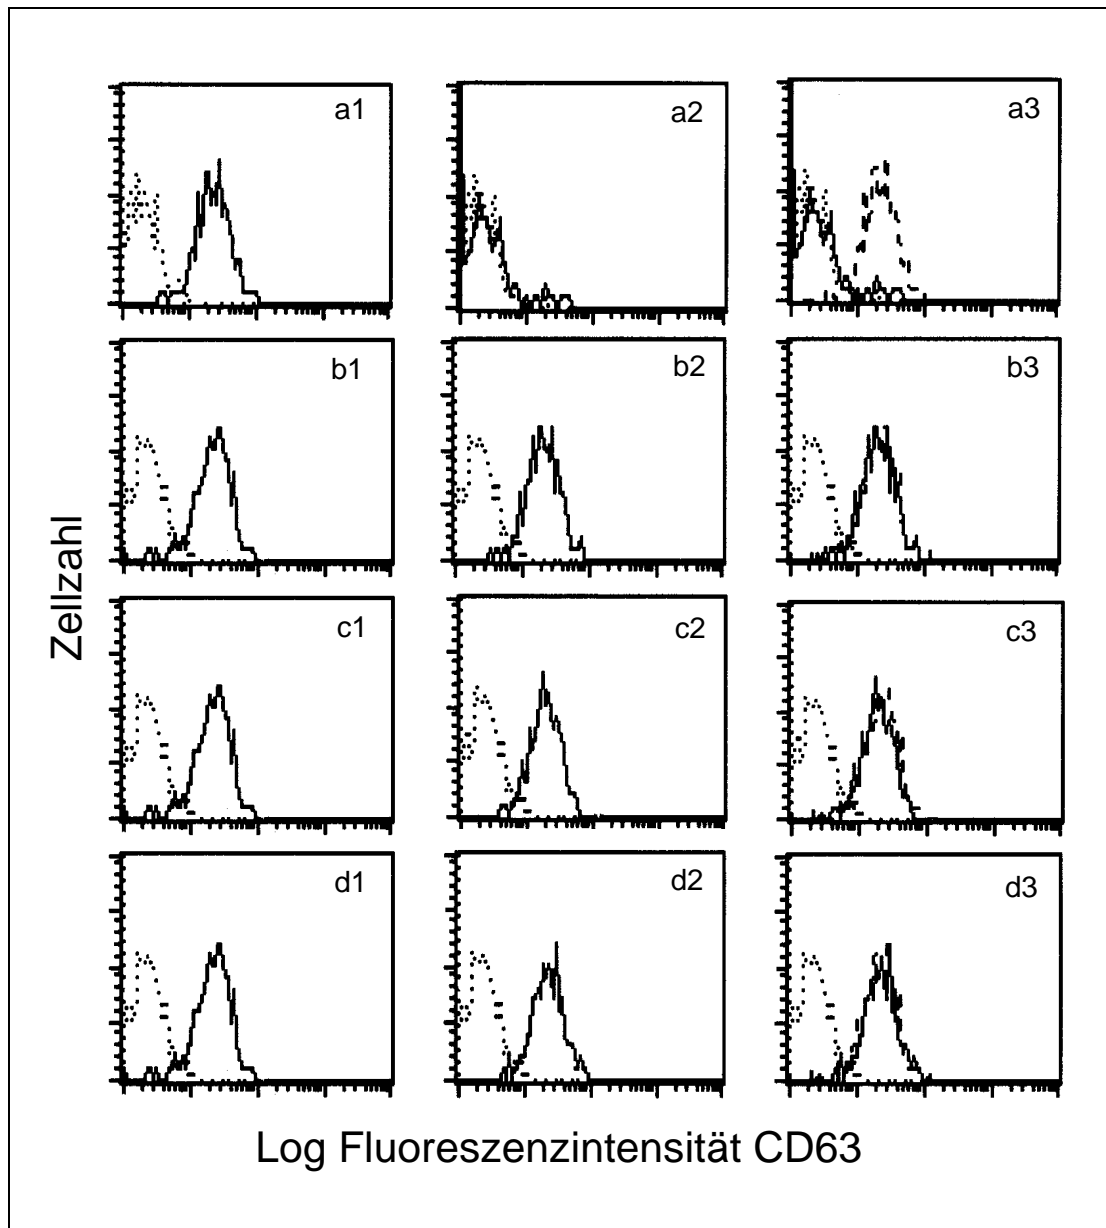 a1
a2
a3
b1
b2
b3
c1
c2
c3
d1
d2
d3
Zellzahl
Log Fluoreszenzintensität CD63